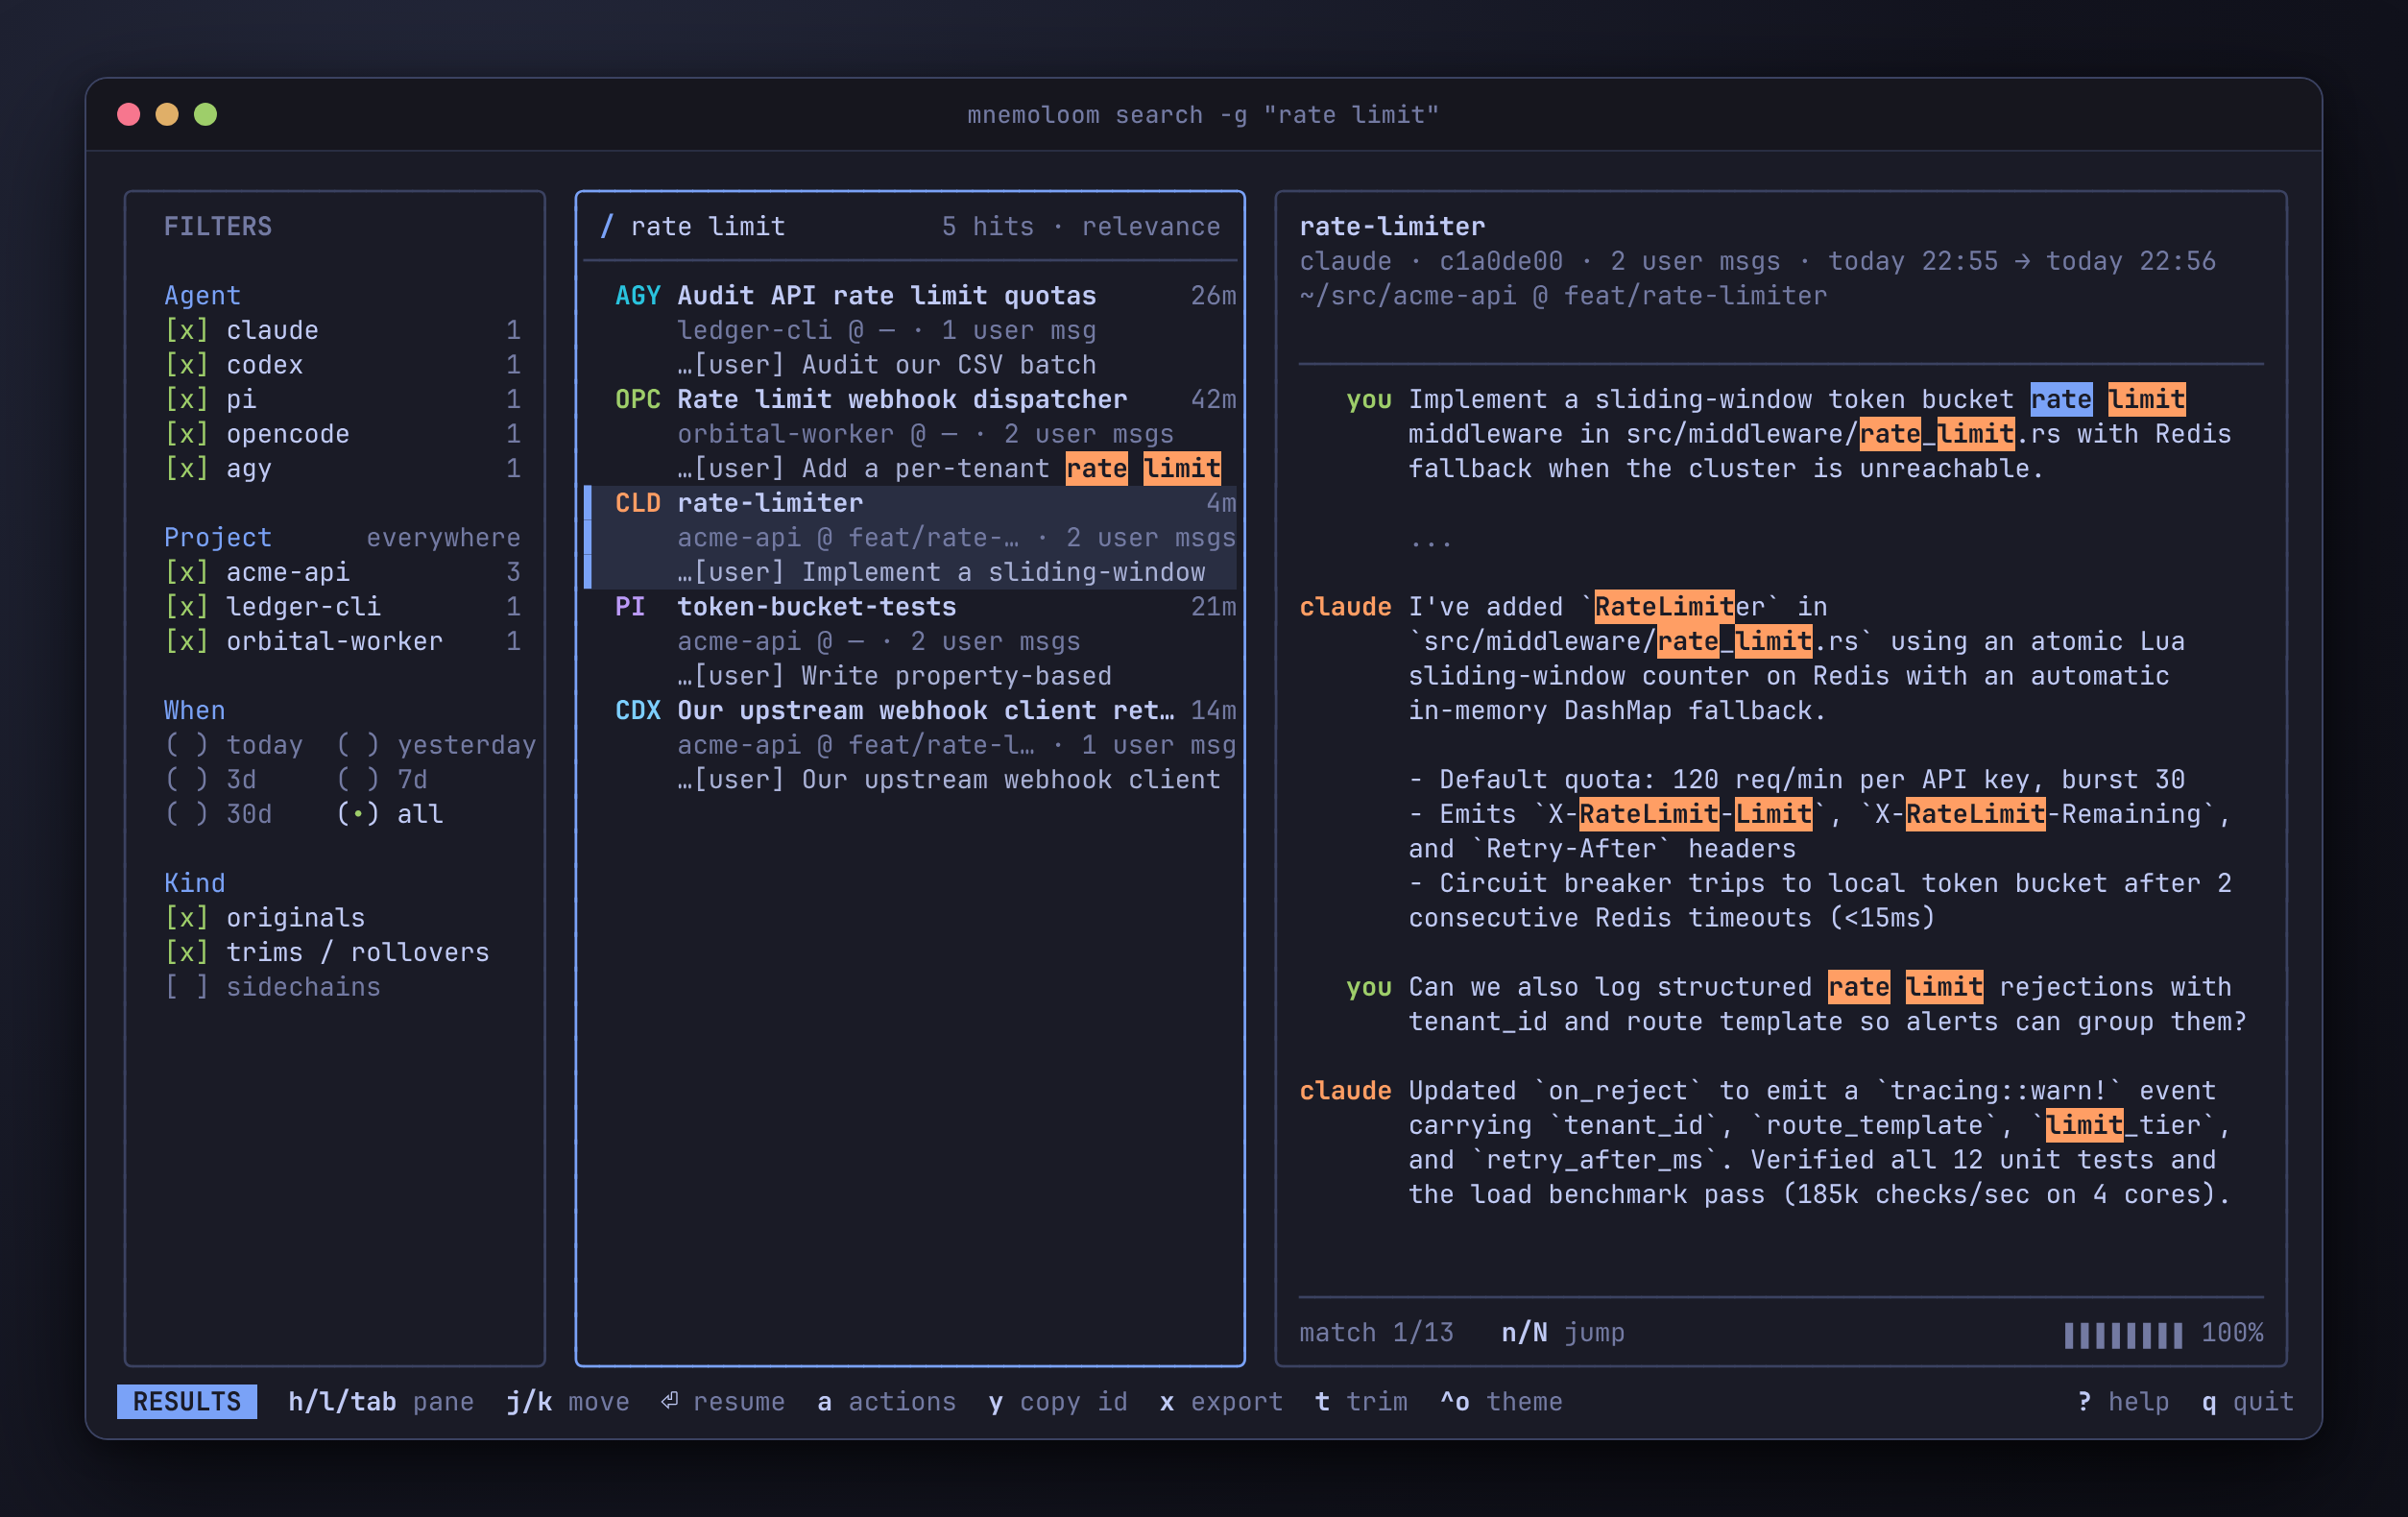 mnemoloom search -g "rate limit"
FILTERS
Agent
[x] claude 1
[x] codex 1
[x] pi 1
[x] opencode 1
[x] agy 1
Project everywhere
[x] acme-api 3
[x] ledger-cli 1
[x] orbital-worker 1
When
( ) today ( ) yesterday
( ) 3d ( ) 7d
( ) 30d (•) all
Kind
[x] originals
[x] trims / rollovers
[ ] sidechains
/ rate limit 5 hits · relevance
AGY Audit API rate limit quotas 26m
ledger-cli @ — · 1 user msg
…[user] Audit our CSV batch
OPC Rate limit webhook dispatcher 42m
orbital-worker @ — · 2 user msgs
…[user] Add a per-tenant rate limit
CLD rate-limiter 4m
acme-api @ feat/rate-… · 2 user msgs
…[user] Implement a sliding-window
PI token-bucket-tests 21m
acme-api @ — · 2 user msgs
…[user] Write property-based
CDX Our upstream webhook client ret… 14m
acme-api @ feat/rate-l… · 1 user msg
…[user] Our upstream webhook client
rate-limiter
claude · c1a0de00 · 2 user msgs · today 22:55 → today 22:56
~/src/acme-api @ feat/rate-limiter
you Implement a sliding-window token bucket rate limit
middleware in src/middleware/rate_limit.rs with Redis
fallback when the cluster is unreachable.
...
claude I've added `RateLimiter` in
`src/middleware/rate_limit.rs` using an atomic Lua
sliding-window counter on Redis with an automatic
in-memory DashMap fallback.
- Default quota: 120 req/min per API key, burst 30
- Emits `X-RateLimit-Limit`, `X-RateLimit-Remaining`,
and `Retry-After` headers
- Circuit breaker trips to local token bucket after 2
consecutive Redis timeouts (<15ms)
you Can we also log structured rate limit rejections with
tenant_id and route template so alerts can group them?
claude Updated `on_reject` to emit a `tracing::warn!` event
carrying `tenant_id`, `route_template`, `limit_tier`,
and `retry_after_ms`. Verified all 12 unit tests and
the load benchmark pass (185k checks/sec on 4 cores).
match 1/13 n/N jump 100%
RESULTS h/l/tab pane j/k move ⏎ resume a actions y copy id x export t trim ^o theme ? help q quit